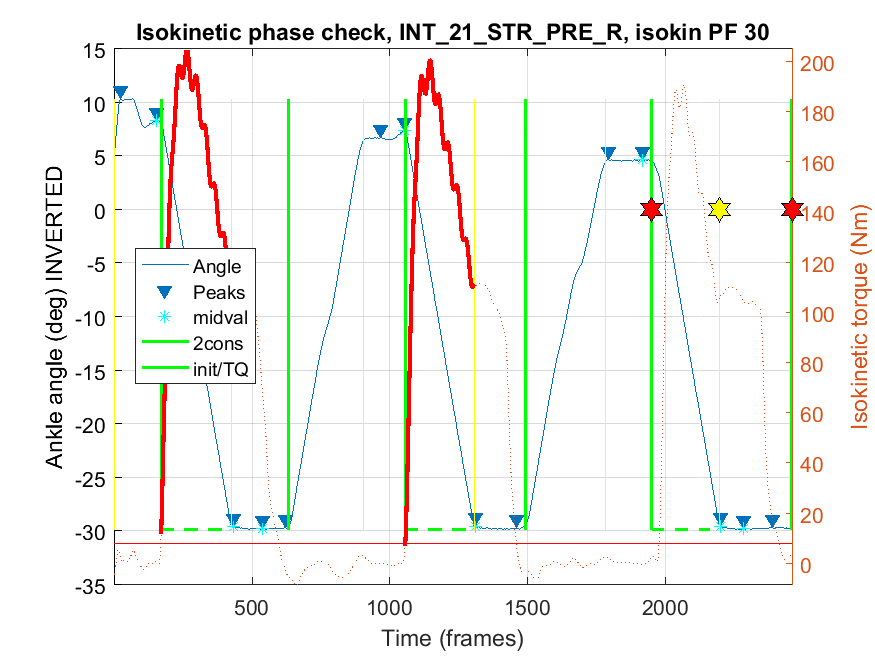 Isokinetic phase check, INT_21_STR_PRE_R, isokin PF 30
Ankle angle (deg) INVERTED
15
10
5
0
-5
-10
-15
-20
-25
-30
-35
Angle
Peaks
midval
2cons
init/TQ
200
180
160
140
120
100
80
60
40
20
0
Isokinetic torque (Nm)
500
1000
1500
2000
Time (frames)